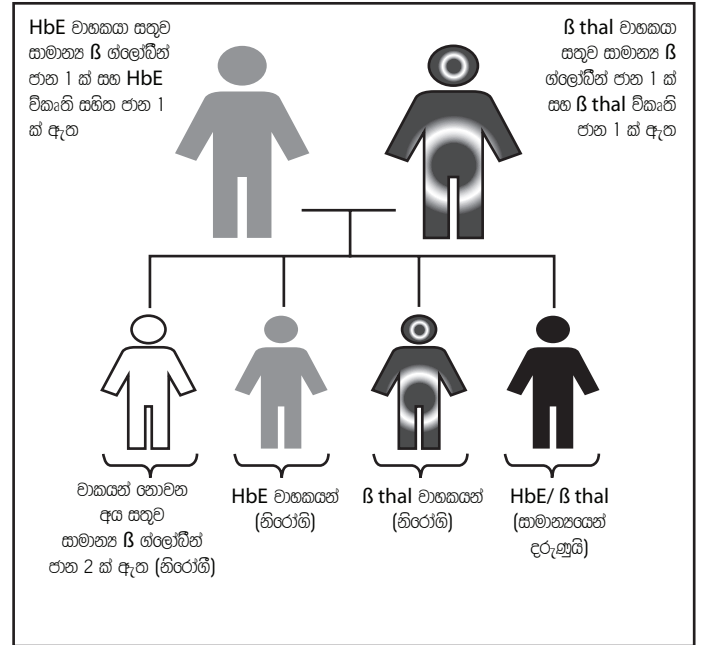 HbE වාහකයා සතුව
සාමාන්‍ය ß ග්ලෝබීන්
ජාන 1 ක් සහ HbE
විකෘති සහිත ජාන 1
ක් ඇත
ß thal වාහකයා
සතුව සාමාන්‍ය ß
ග්ලෝබීන් ජාන 1 ක්
සහ ß thal විකෘති
ජාන 1 ක් ඇත
වාකයන් නොවන
අය සතුව
සාමාන්‍ය ß ග්ලෝබීන්
ජාන 2 ක් ඇත (නිරෝගී)
HbE වාහකයන්
(නිරෝගි)
ß thal වාහකයන්
(නිරෝගි)
HbE/ ß thal
(සාමාන්‍යයෙන්
දරුණුයි)